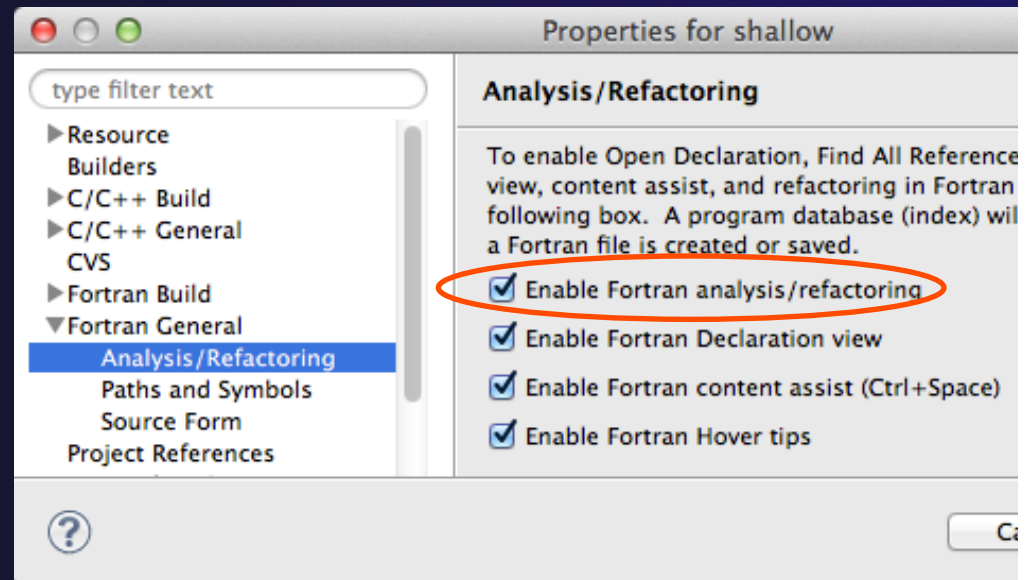 Properties for shallow
type filter text
Resource
Builders
C/C++ Build
C/C++ General
CVS
Fortran Build
Fortran General
Analysis/Refactoring
Paths and Symbols
Source Form
Project References
Analysis/Refactoring
To enable Open Declaration, Find All Reference
view, content assist, and refactoring in Fortran
following box. A program database (index) wil
a Fortran file is created or saved.
Enable Fortran analysis/refactoring
Enable Fortran Declaration view
Enable Fortran content assist (Ctrl+Space)
Enable Fortran Hover tips
?
Ca